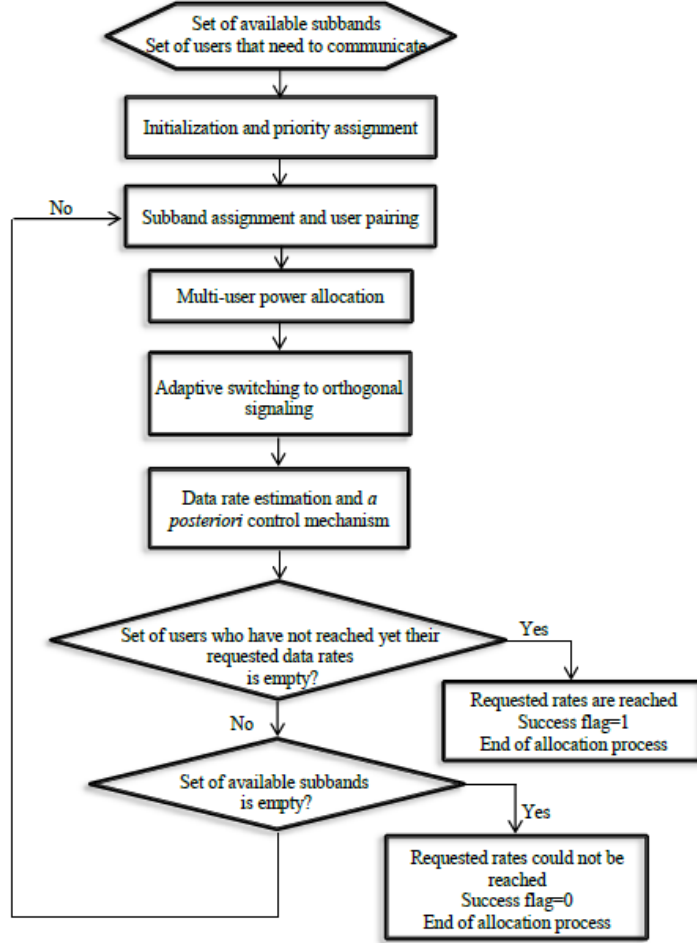 Set of available subbands
Set of users that need to communicate
Initialization and priority assignment
No
Subband assignment and user pairing
Multi-user power allocation
Adaptive switching to orthogonal
signaling
Data rate estimation and a
posteriori control mechanism
Set of users who have not reached yet their
requested data rates
is empty?
Yes
Requested rates are reached
Success flag=1
End of allocation process
No
Set of available subbands
is empty?
Yes
Requested rates could not be
reached
Success flag=0
End of allocation process